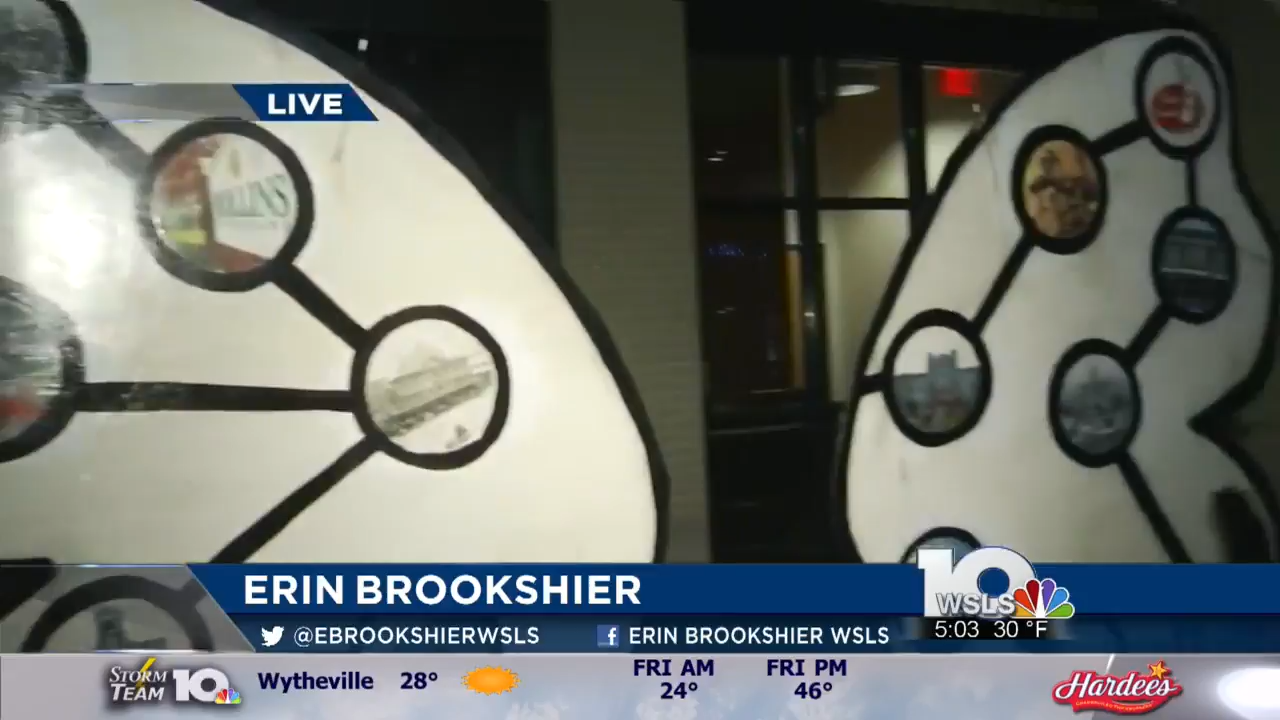 LIVE
LLINS
ERIN BROOKSHIER
@EBROOKSHIERWSLS
ERIN BROOKSHIER WSLS
10
WSLS
5:03 30 °F
STORM TEAM 10
Wytheville 28°
FRI AM
24°
FRI PM
46°
Hardee's